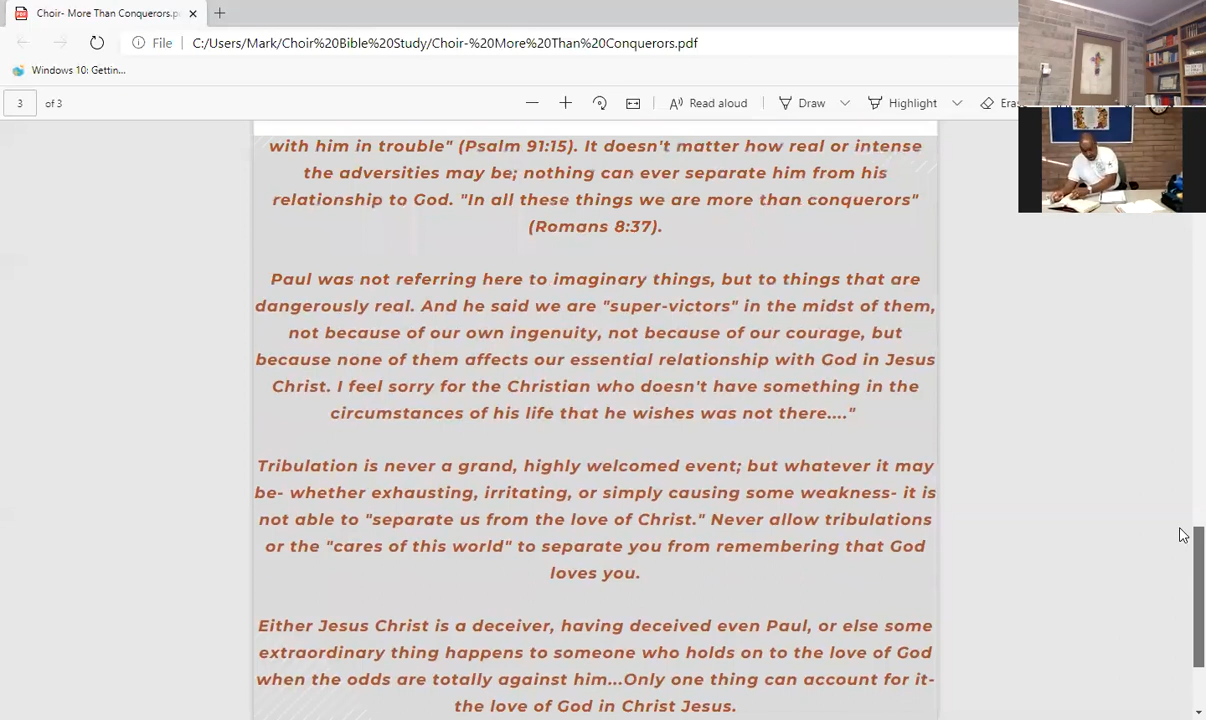 Choir- More Than Conquerors.p
File C:/Users/Mark/Choir%20Bible%20Study/Choir-%20More%20Than%20Conquerors.pdf
Windows 10: Gettin...
3 of 3 Read aloud Draw Highlight
with him in trouble" (Psalm 91:15). It doesn't matter how real or intense
the adversities may be; nothing can ever separate him from his
relationship to God. "In all these things we are more than conquerors"
(Romans 8:37).
Paul was not referring here to imaginary things, but to things that are
dangerously real. And he said we are "super-victors" in the midst of them,
not because of our own ingenuity, not because of our courage, but
because none of them affects our essential relationship with God in Jesus
Christ. I feel sorry for the Christian who doesn't have something in the
circumstances of his life that he wishes was not there...."
Tribulation is never a grand, highly welcomed event; but whatever it may
be- whether exhausting, irritating, or simply causing some weakness- it is
not able to "separate us from the love of Christ." Never allow tribulations
or the "cares of this world" to separate you from remembering that God
loves you.
Either Jesus Christ is a deceiver, having deceived even Paul, or else some
extraordinary thing happens to someone who holds on to the love of God
when the odds are totally against him...Only one thing can account for it-
the love of God in Christ Jesus.